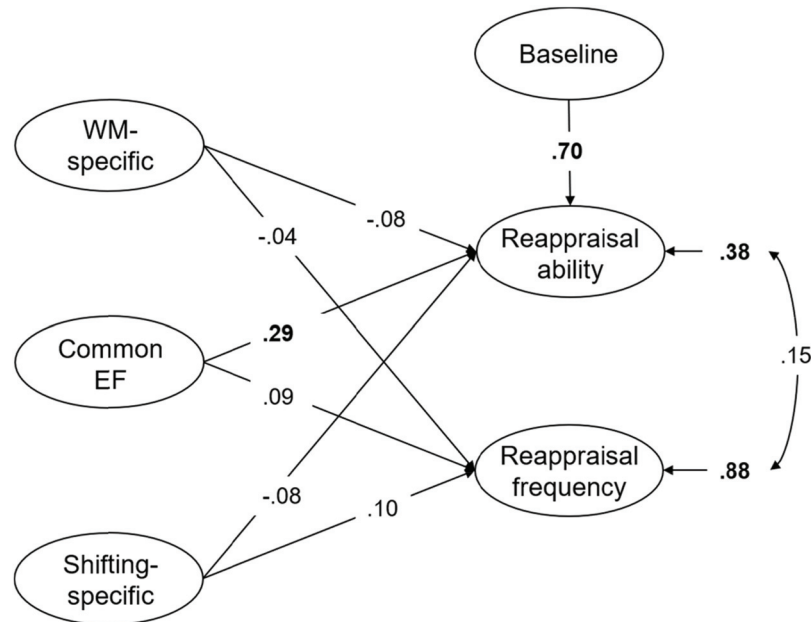 Baseline
.70
WM-
specific
-.08
-.04
Reappraisal
ability
.38
Common
EF
.29
.09
.15
-.08
.10
Reappraisal
frequency
.88
Shifting-
specific